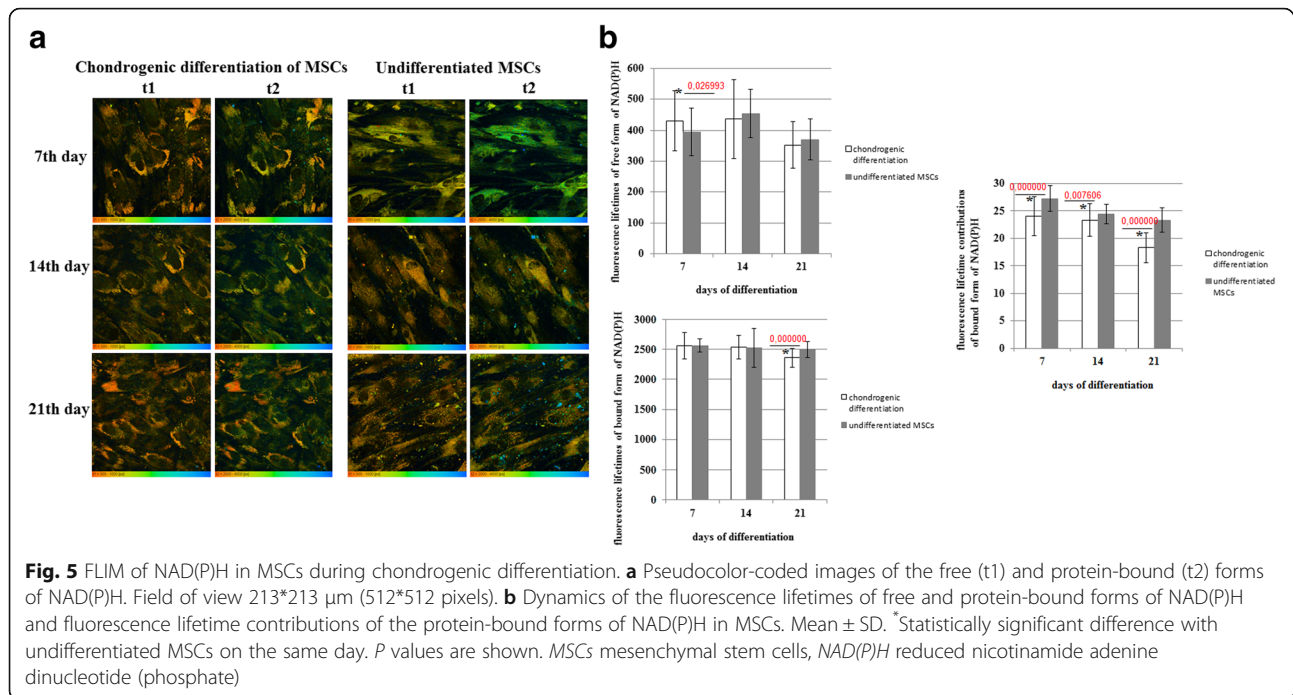 a
Chondrogenic differentiation of MSCs
Undifferentiated MSCs
t1
t2
t1
t2
7th day
14th day
21th day
b
fluorescence lifetimes of free form of NAD(P)H
600
500
400
300
200
100
0
* 0,026993
7
14
21
days of differentiation
chondrogenic
differentiation
undifferentiated MSCs
fluorescence lifetimes of bound form of NAD(P)H
3000
2500
2000
1500
1000
500
0
0,000000
*
7
14
21
days of differentiation
chondrogenic
differentiation
undifferentiated MSCs
fluorescence lifetime contributions
of bound form of NAD(P)H
30
25
20
15
10
5
0
0,000000
*
0,007606
*
0,000000
*
7
14
21
days of differentiation
chondrogenic
differentiation
undifferentiated
MSCs
Fig. 5 FLIM of NAD(P)H in MSCs during chondrogenic differentiation. a Pseudocolor-coded images of the free (t1) and protein-bound (t2) forms
of NAD(P)H. Field of view 213*213 μm (512*512 pixels). b Dynamics of the fluorescence lifetimes of free and protein-bound forms of NAD(P)H
and fluorescence lifetime contributions of the protein-bound forms of NAD(P)H in MSCs. Mean ± SD. *Statistically significant difference with
undifferentiated MSCs on the same day. P values are shown. MSCs mesenchymal stem cells, NAD(P)H reduced nicotinamide adenine
dinucleotide (phosphate)